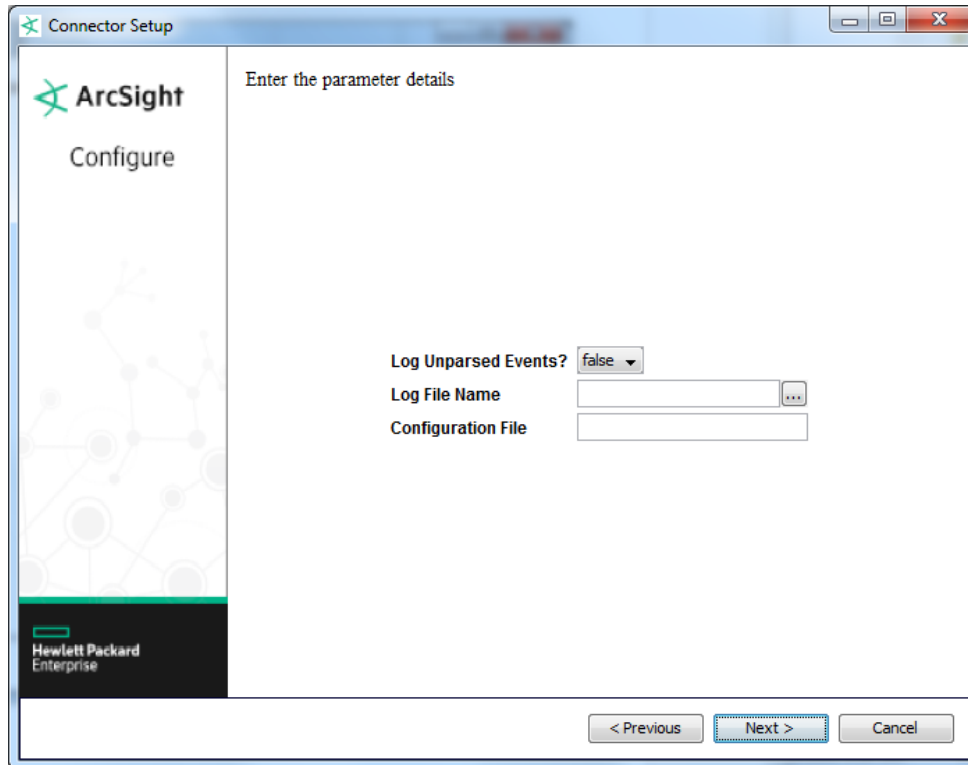 Connector Setup
ArcSight
Configure
Enter the parameter details
Log Unparsed Events? false
Log File Name ...
Configuration File
Hewlett Packard
Enterprise
< Previous Next > Cancel